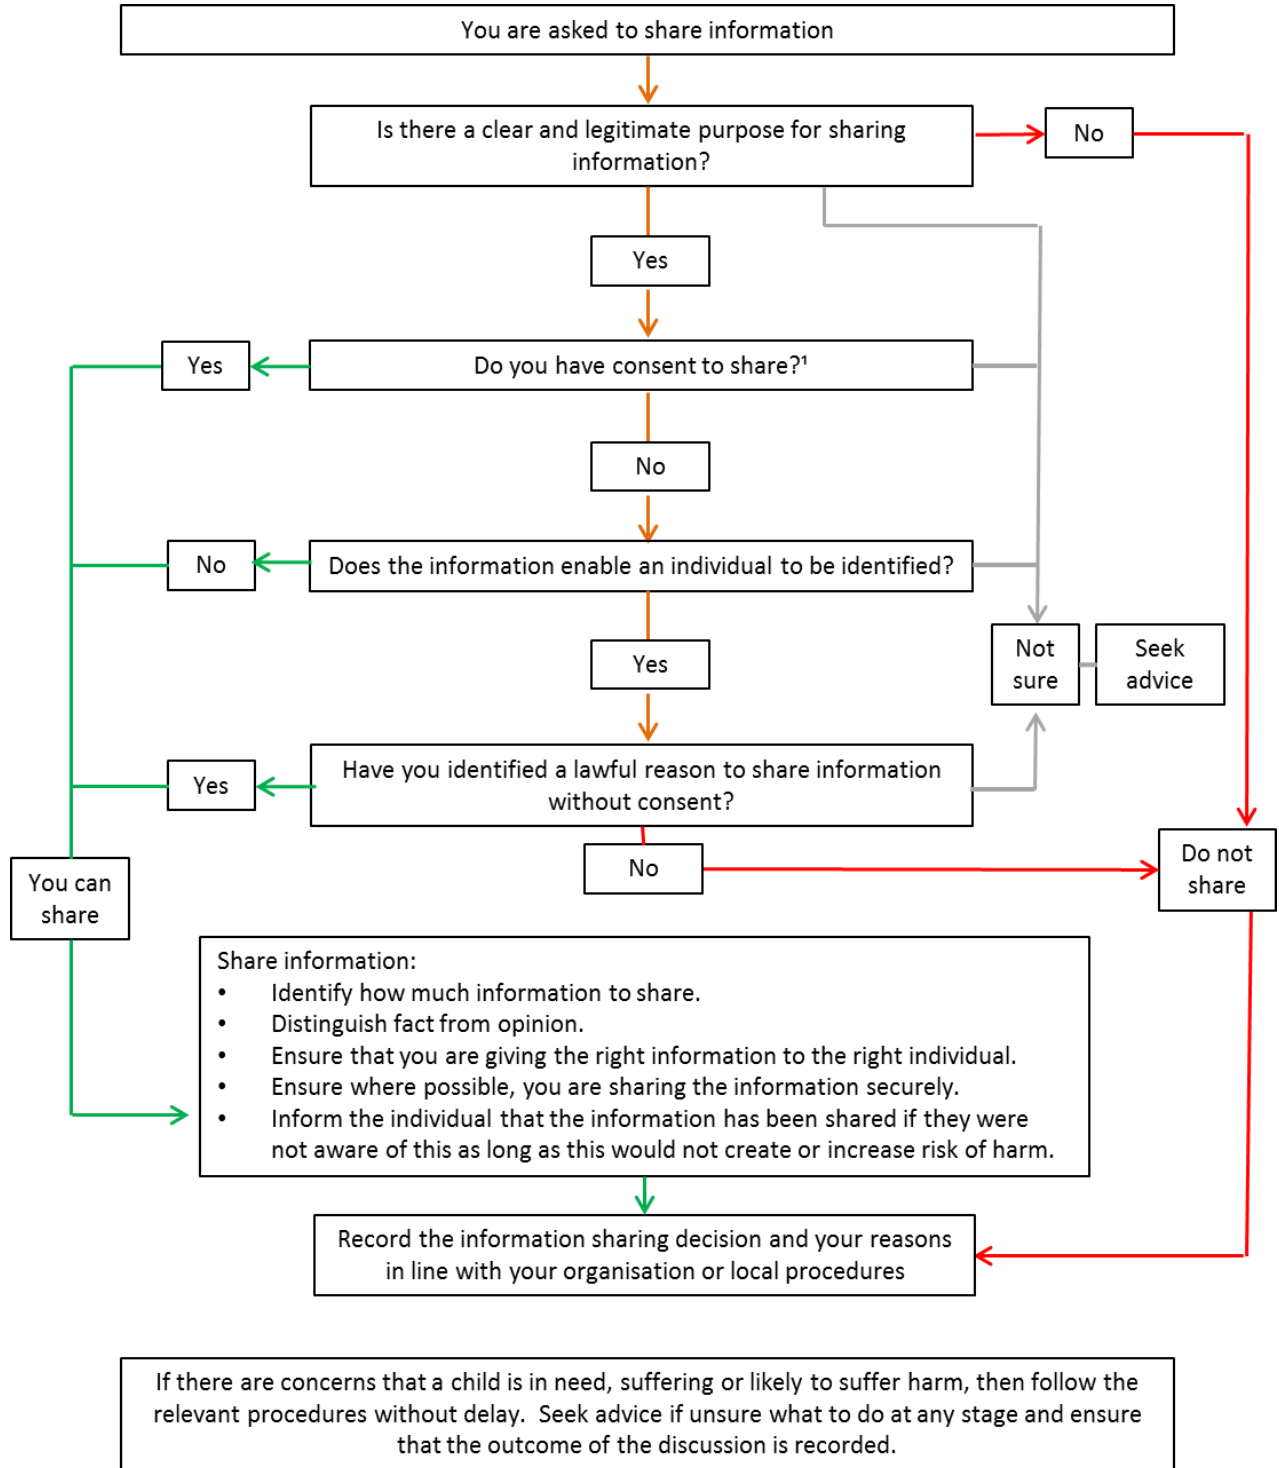 You are asked to share information
Is there a clear and legitimate purpose for sharing
information?
No
Yes
Yes
Do you have consent to share?¹
No
No
Does the information enable an individual to be identified?
Yes
Not
sure
Seek
advice
Yes
Have you identified a lawful reason to share information
without consent?
No
Do not
share
You can
share
Share information:
• Identify how much information to share.
• Distinguish fact from opinion.
• Ensure that you are giving the right information to the right individual.
• Ensure where possible, you are sharing the information securely.
• Inform the individual that the information has been shared if they were
not aware of this as long as this would not create or increase risk of harm.
Record the information sharing decision and your reasons
in line with your organisation or local procedures
If there are concerns that a child is in need, suffering or likely to suffer harm, then follow the
relevant procedures without delay.  Seek advice if unsure what to do at any stage and ensure
that the outcome of the discussion is recorded.